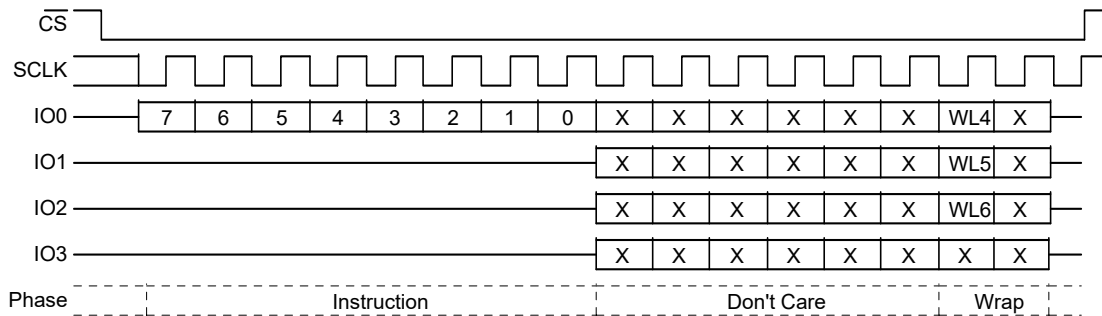 CS
SCLK
IO0 7 6 5 4 3 2 1 0 X X X X X X WL4 X
IO1 X X X X X X WL5 X
IO2 X X X X X X WL6 X
IO3 X X X X X X X X
Phase Instruction Don't Care Wrap